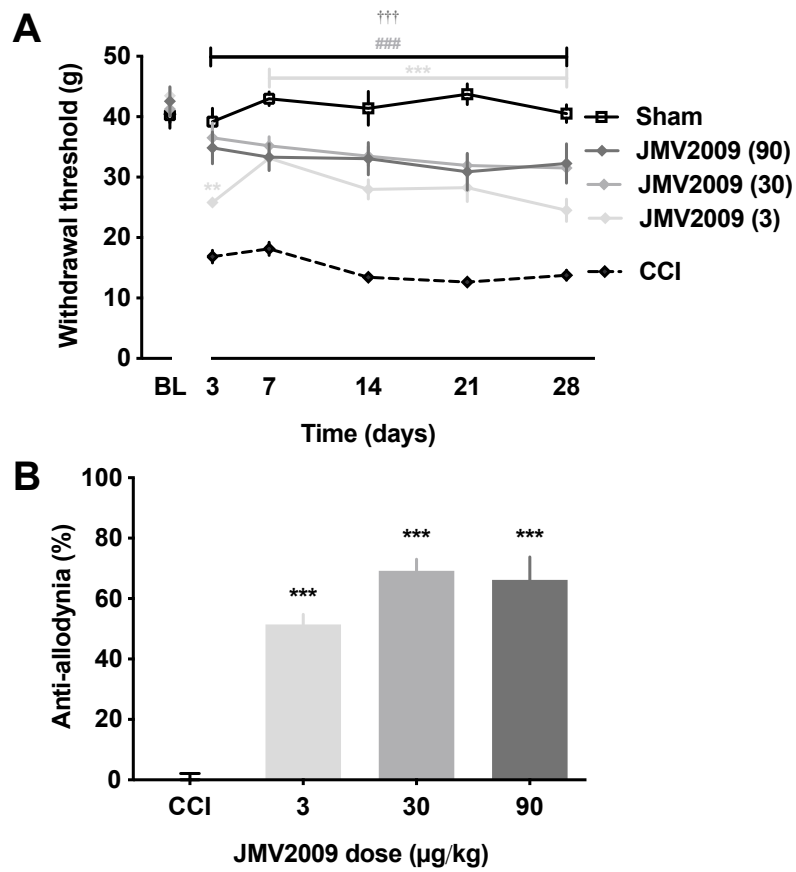 A
†††
###
***
**
Withdrawal threshold (g)
50
40
30
20
10
0
BL 3 7 14 21 28
Time (days)
Sham
JMV2009 (90)
JMV2009 (30)
JMV2009 (3)
CCI
B
Anti-allodynia (%)
100
80
60
40
20
0
***
***
***
CCI 3 30 90
JMV2009 dose (µg/kg)